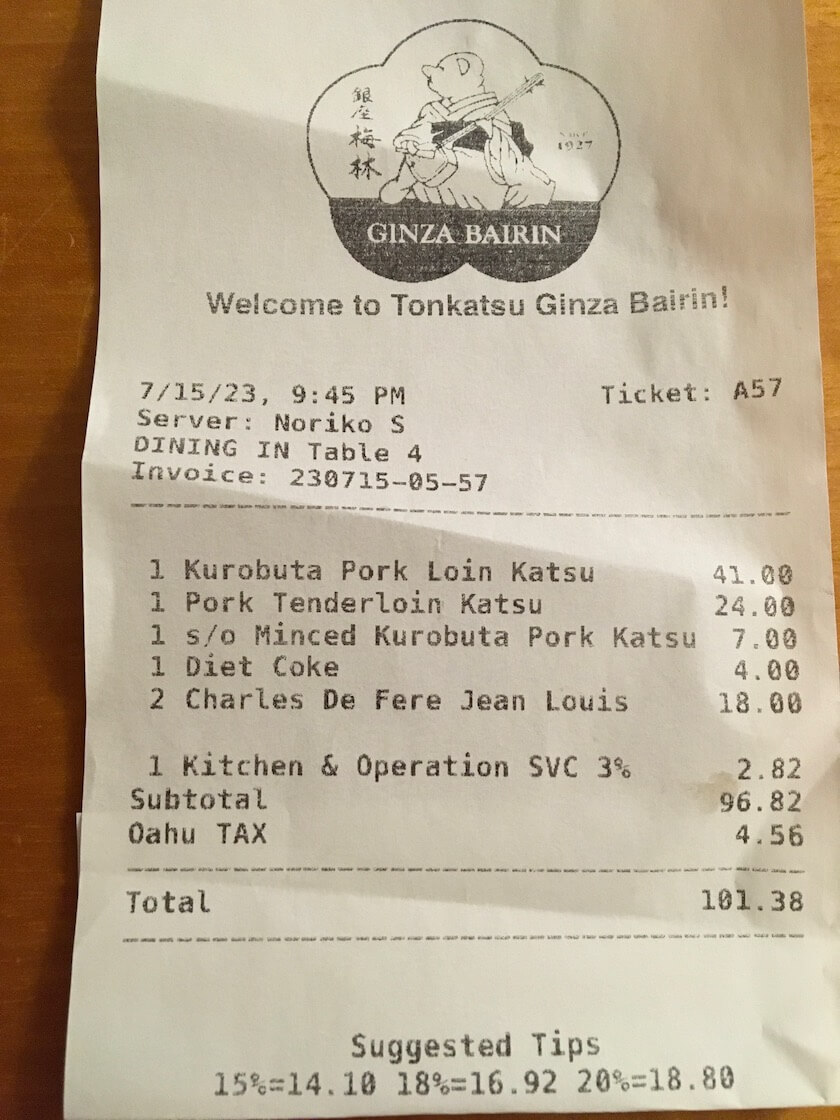 銀座梅林
Since
1927
GINZA BAIRIN
Welcome to Tonkatsu Ginza Bairin!
7/15/23, 9:45 PM Ticket: A57
Server: Noriko S
DINING IN Table 4
Invoice: 230715-05-57
1 Kurobuta Pork Loin Katsu 41.00
1 Pork Tenderloin Katsu 24.00
1 s/o Minced Kurobuta Pork Katsu 7.00
1 Diet Coke 4.00
2 Charles De Fere Jean Louis 18.00
1 Kitchen & Operation SVC 3% 2.82
Subtotal 96.82
Oahu TAX 4.56
Total 101.38
Suggested Tips
15%=14.10 18%=16.92 20%=18.80